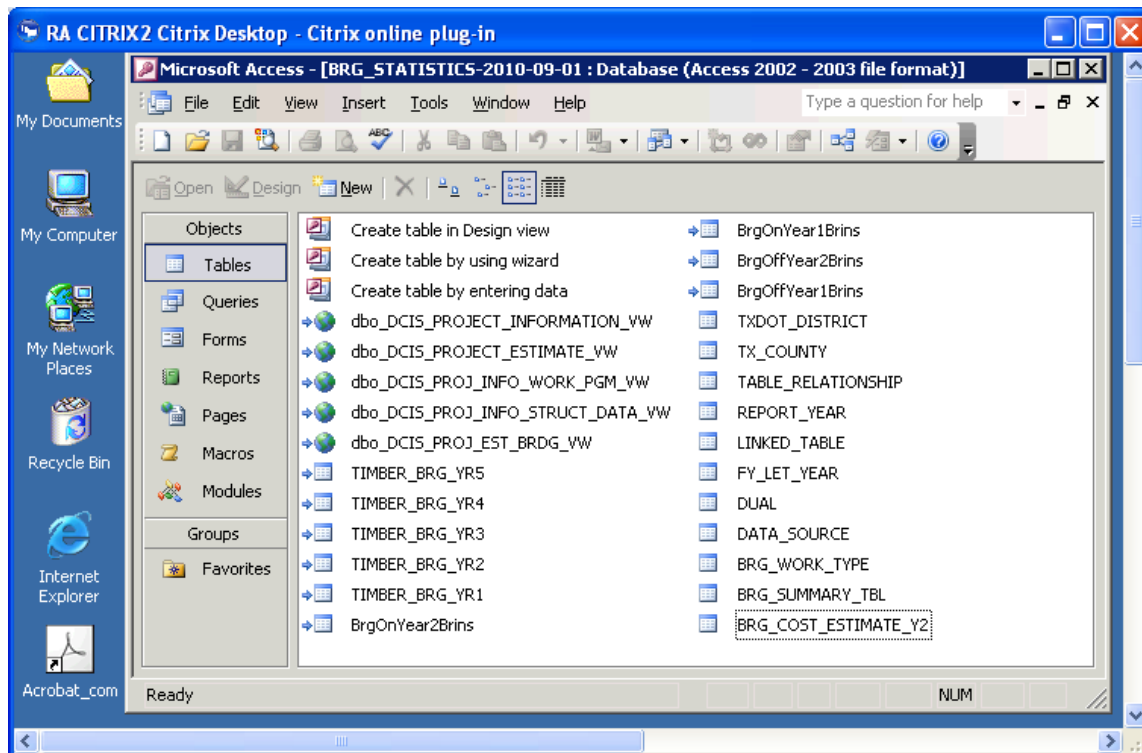 RA CITRIX2 Citrix Desktop - Citrix online plug-in
My Documents
My Computer
My Network Places
Recycle Bin
Internet Explorer
Acrobat_com
Microsoft Access - [BRG_STATISTICS-2010-09-01 : Database (Access 2002 - 2003 file format)]
File Edit View Insert Tools Window Help Type a question for help
ABC
Open Design New
Objects
Tables
Queries
Forms
Reports
Pages
Macros
Modules
Groups
Favorites
Create table in Design view
Create table by using wizard
Create table by entering data
dbo_DCIS_PROJECT_INFORMATION_VW
dbo_DCIS_PROJECT_ESTIMATE_VW
dbo_DCIS_PROJ_INFO_WORK_PGM_VW
dbo_DCIS_PROJ_INFO_STRUCT_DATA_VW
dbo_DCIS_PROJ_EST_BRDG_VW
TIMBER_BRG_YR5
TIMBER_BRG_YR4
TIMBER_BRG_YR3
TIMBER_BRG_YR2
TIMBER_BRG_YR1
BrgOnYear2Brins
BrgOnYear1Brins
BrgOffYear2Brins
BrgOffYear1Brins
TXDOT_DISTRICT
TX_COUNTY
TABLE_RELATIONSHIP
REPORT_YEAR
LINKED_TABLE
FY_LET_YEAR
DUAL
DATA_SOURCE
BRG_WORK_TYPE
BRG_SUMMARY_TBL
BRG_COST_ESTIMATE_Y2
Ready NUM